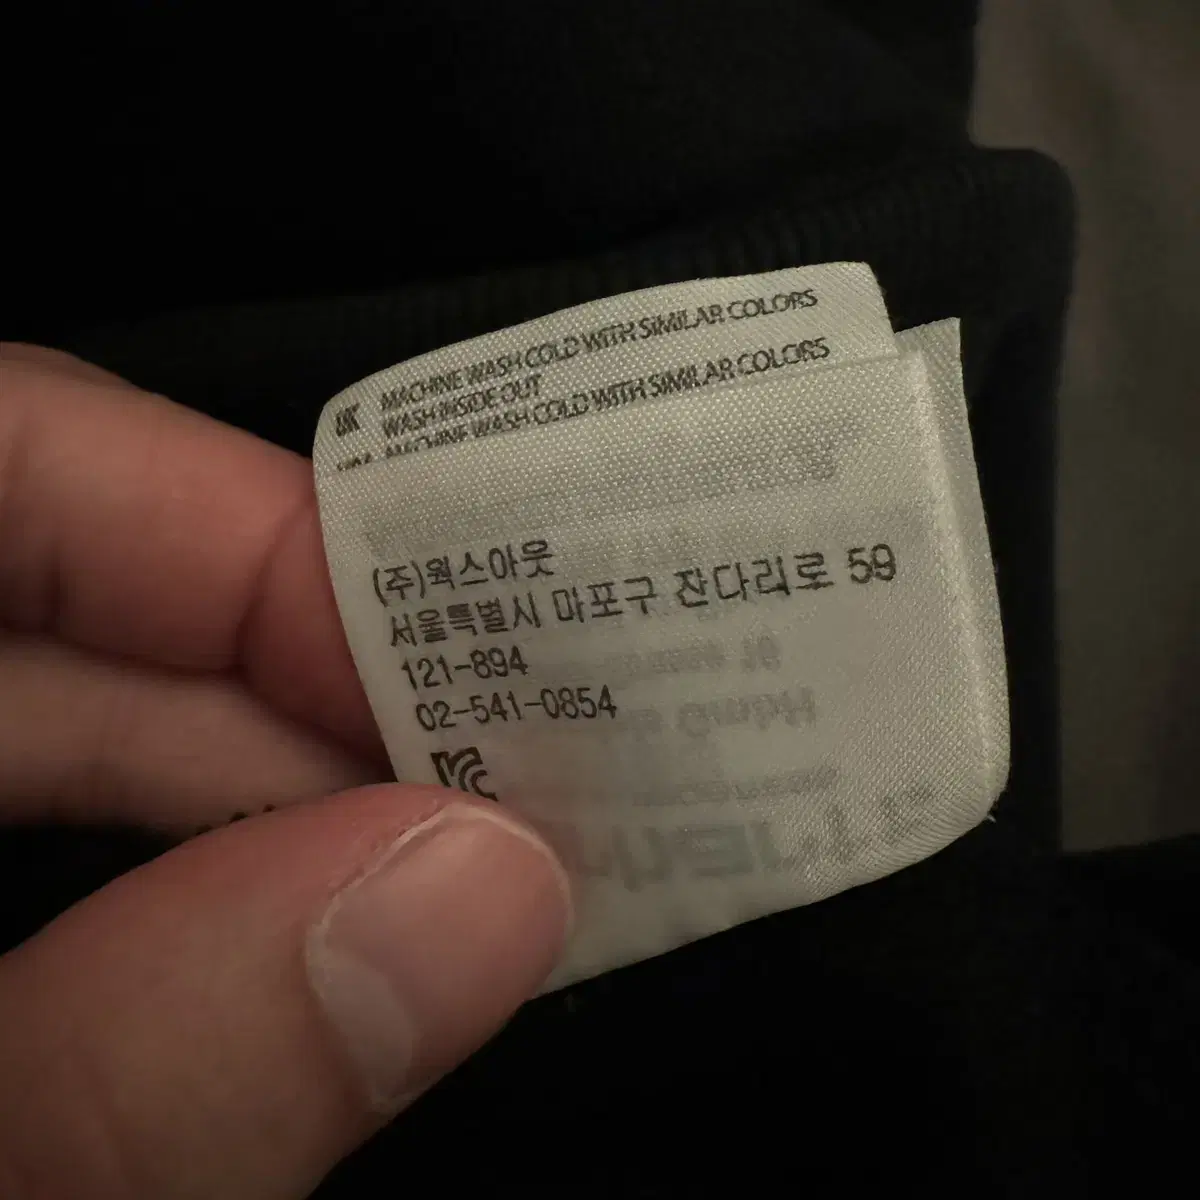 UK MACHINE WASH COLD WITH SIMILAR COLORS
WASH INSIDE OUT
MACHINE WASH COLD WITH SIMILAR COLORS
(주)웍스아웃
서울특별시 마포구 잔다리로 59
121-894
02-541-0854